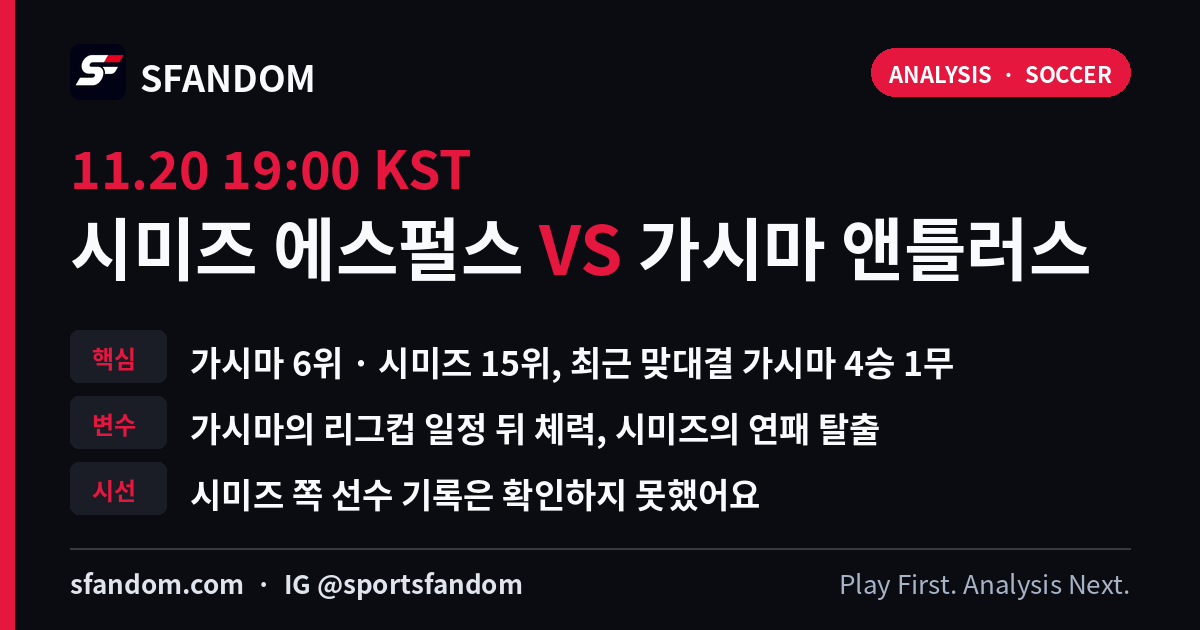 SF SFANDOM
ANALYSIS · SOCCER
11.20 19:00 KST
시미즈 에스펄스 VS 가시마 앤틀러스
핵심 가시마 6위 · 시미즈 15위, 최근 맞대결 가시마 4승 1무
변수 가시마의 리그컵 일정 뒤 체력, 시미즈의 연패 탈출
시선 시미즈 쪽 선수 기록은 확인하지 못했어요
sfandom.com · IG @sportsfandom
Play First. Analysis Next.